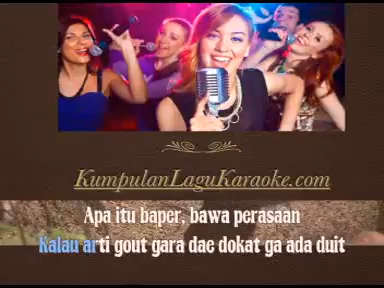 KumpulanLaguKaraoke.com
Apa itu baper, bawa perasaan
Kalau arti gout gara dae dokat ga ada duit